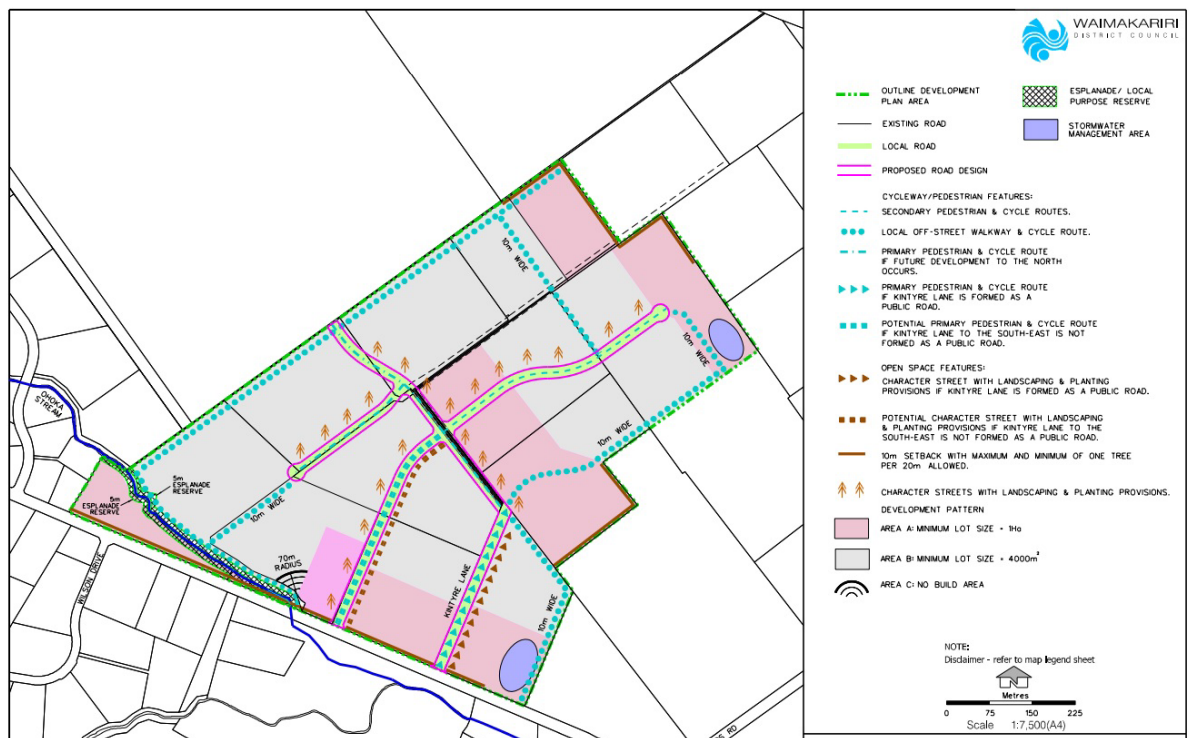 WAIMAKARIRI
DISTRICT COUNCIL
OUTLINE DEVELOPMENT
PLAN AREA
EXISTING ROAD
LOCAL ROAD
PROPOSED ROAD DESIGN
ESPLANADE/ LOCAL
PURPOSE RESERVE
STORMWATER
MANAGEMENT AREA
CYCLEWAY/PEDESTRIAN FEATURES:
SECONDARY PEDESTRIAN & CYCLE ROUTES.
LOCAL OFF-STREET WALKWAY & CYCLE ROUTE.
PRIMARY PEDESTRIAN & CYCLE ROUTE
IF FUTURE DEVELOPMENT TO THE NORTH
OCCURS.
PRIMARY PEDESTRIAN & CYCLE ROUTE
IF KINTYRE LANE IS FORMED AS A
PUBLIC ROAD.
POTENTIAL PRIMARY PEDESTRIAN & CYCLE ROUTE
IF KINTYRE LANE TO THE SOUTH-EAST IS NOT
FORMED AS A PUBLIC ROAD.
OPEN SPACE FEATURES:
CHARACTER STREET WITH LANDSCAPING & PLANTING
PROVISIONS IF KINTYRE LANE IS FORMED AS A PUBLIC ROAD.
POTENTIAL CHARACTER STREET WITH LANDSCAPING
& PLANTING PROVISIONS IF KINTYRE LANE TO THE
SOUTH-EAST IS NOT FORMED AS A PUBLIC ROAD.
10m SETBACK WITH MAXIMUM AND MINIMUM OF ONE TREE
PER 20m ALLOWED.
CHARACTER STREETS WITH LANDSCAPING & PLANTING PROVISIONS.
DEVELOPMENT PATTERN
AREA A: MINIMUM LOT SIZE = 1Ha
AREA B: MINIMUM LOT SIZE = 4000m²
AREA C: NO BUILD AREA
NOTE:
Disclaimer - refer to map legend sheet
Metres
0 75 150 225
Scale 1:7,500(A4)
10m WIDE
10m WIDE
10m WIDE
OHOKA
STREAM
5m
ESPLANADE
RESERVE
5m
ESPLANADE
RESERVE
10m WIDE
70m
RADIUS
WILSON DRIVE
KINTYRE LANE
10m WIDE
RD